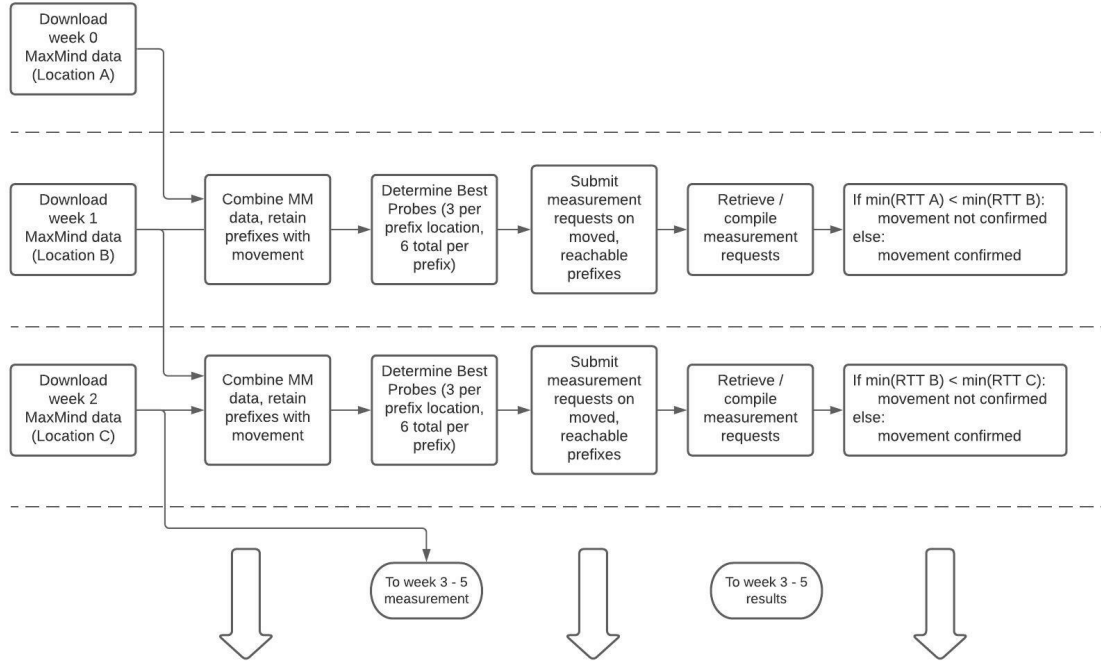 Download
week 0
MaxMind data
(Location A)
Download
week 1
MaxMind data
(Location B)
Combine MM
data, retain
prefixes with
movement
Determine Best
Probes (3 per
prefix location,
6 total per
prefix)
Submit
measurement
requests on
moved,
reachable
prefixes
Retrieve /
compile
measurement
requests
If min(RTT A) < min(RTT B):
movement not confirmed
else:
movement confirmed
Download
week 2
MaxMind data
(Location C)
Combine MM
data, retain
prefixes with
movement
Determine Best
Probes (3 per
prefix location,
6 total per
prefix)
Submit
measurement
requests on
moved,
reachable
prefixes
Retrieve /
compile
measurement
requests
If min(RTT B) < min(RTT C):
movement not confirmed
else:
movement confirmed
To week 3 - 5
measurement
To week 3 - 5
results